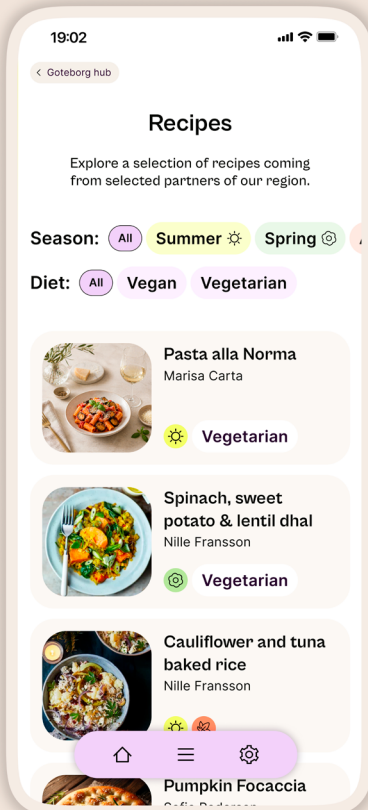 19:02
Goteborg hub
Recipes
Explore a selection of recipes coming
from selected partners of our region.
Season: All Summer Spring
Diet: All Vegan Vegetarian
Pasta alla Norma
Marisa Carta
Vegetarian
Spinach, sweet
potato & lentil dhal
Nille Fransson
Vegetarian
Cauliflower and tuna
baked rice
Nille Fransson
Pumpkin Focaccia